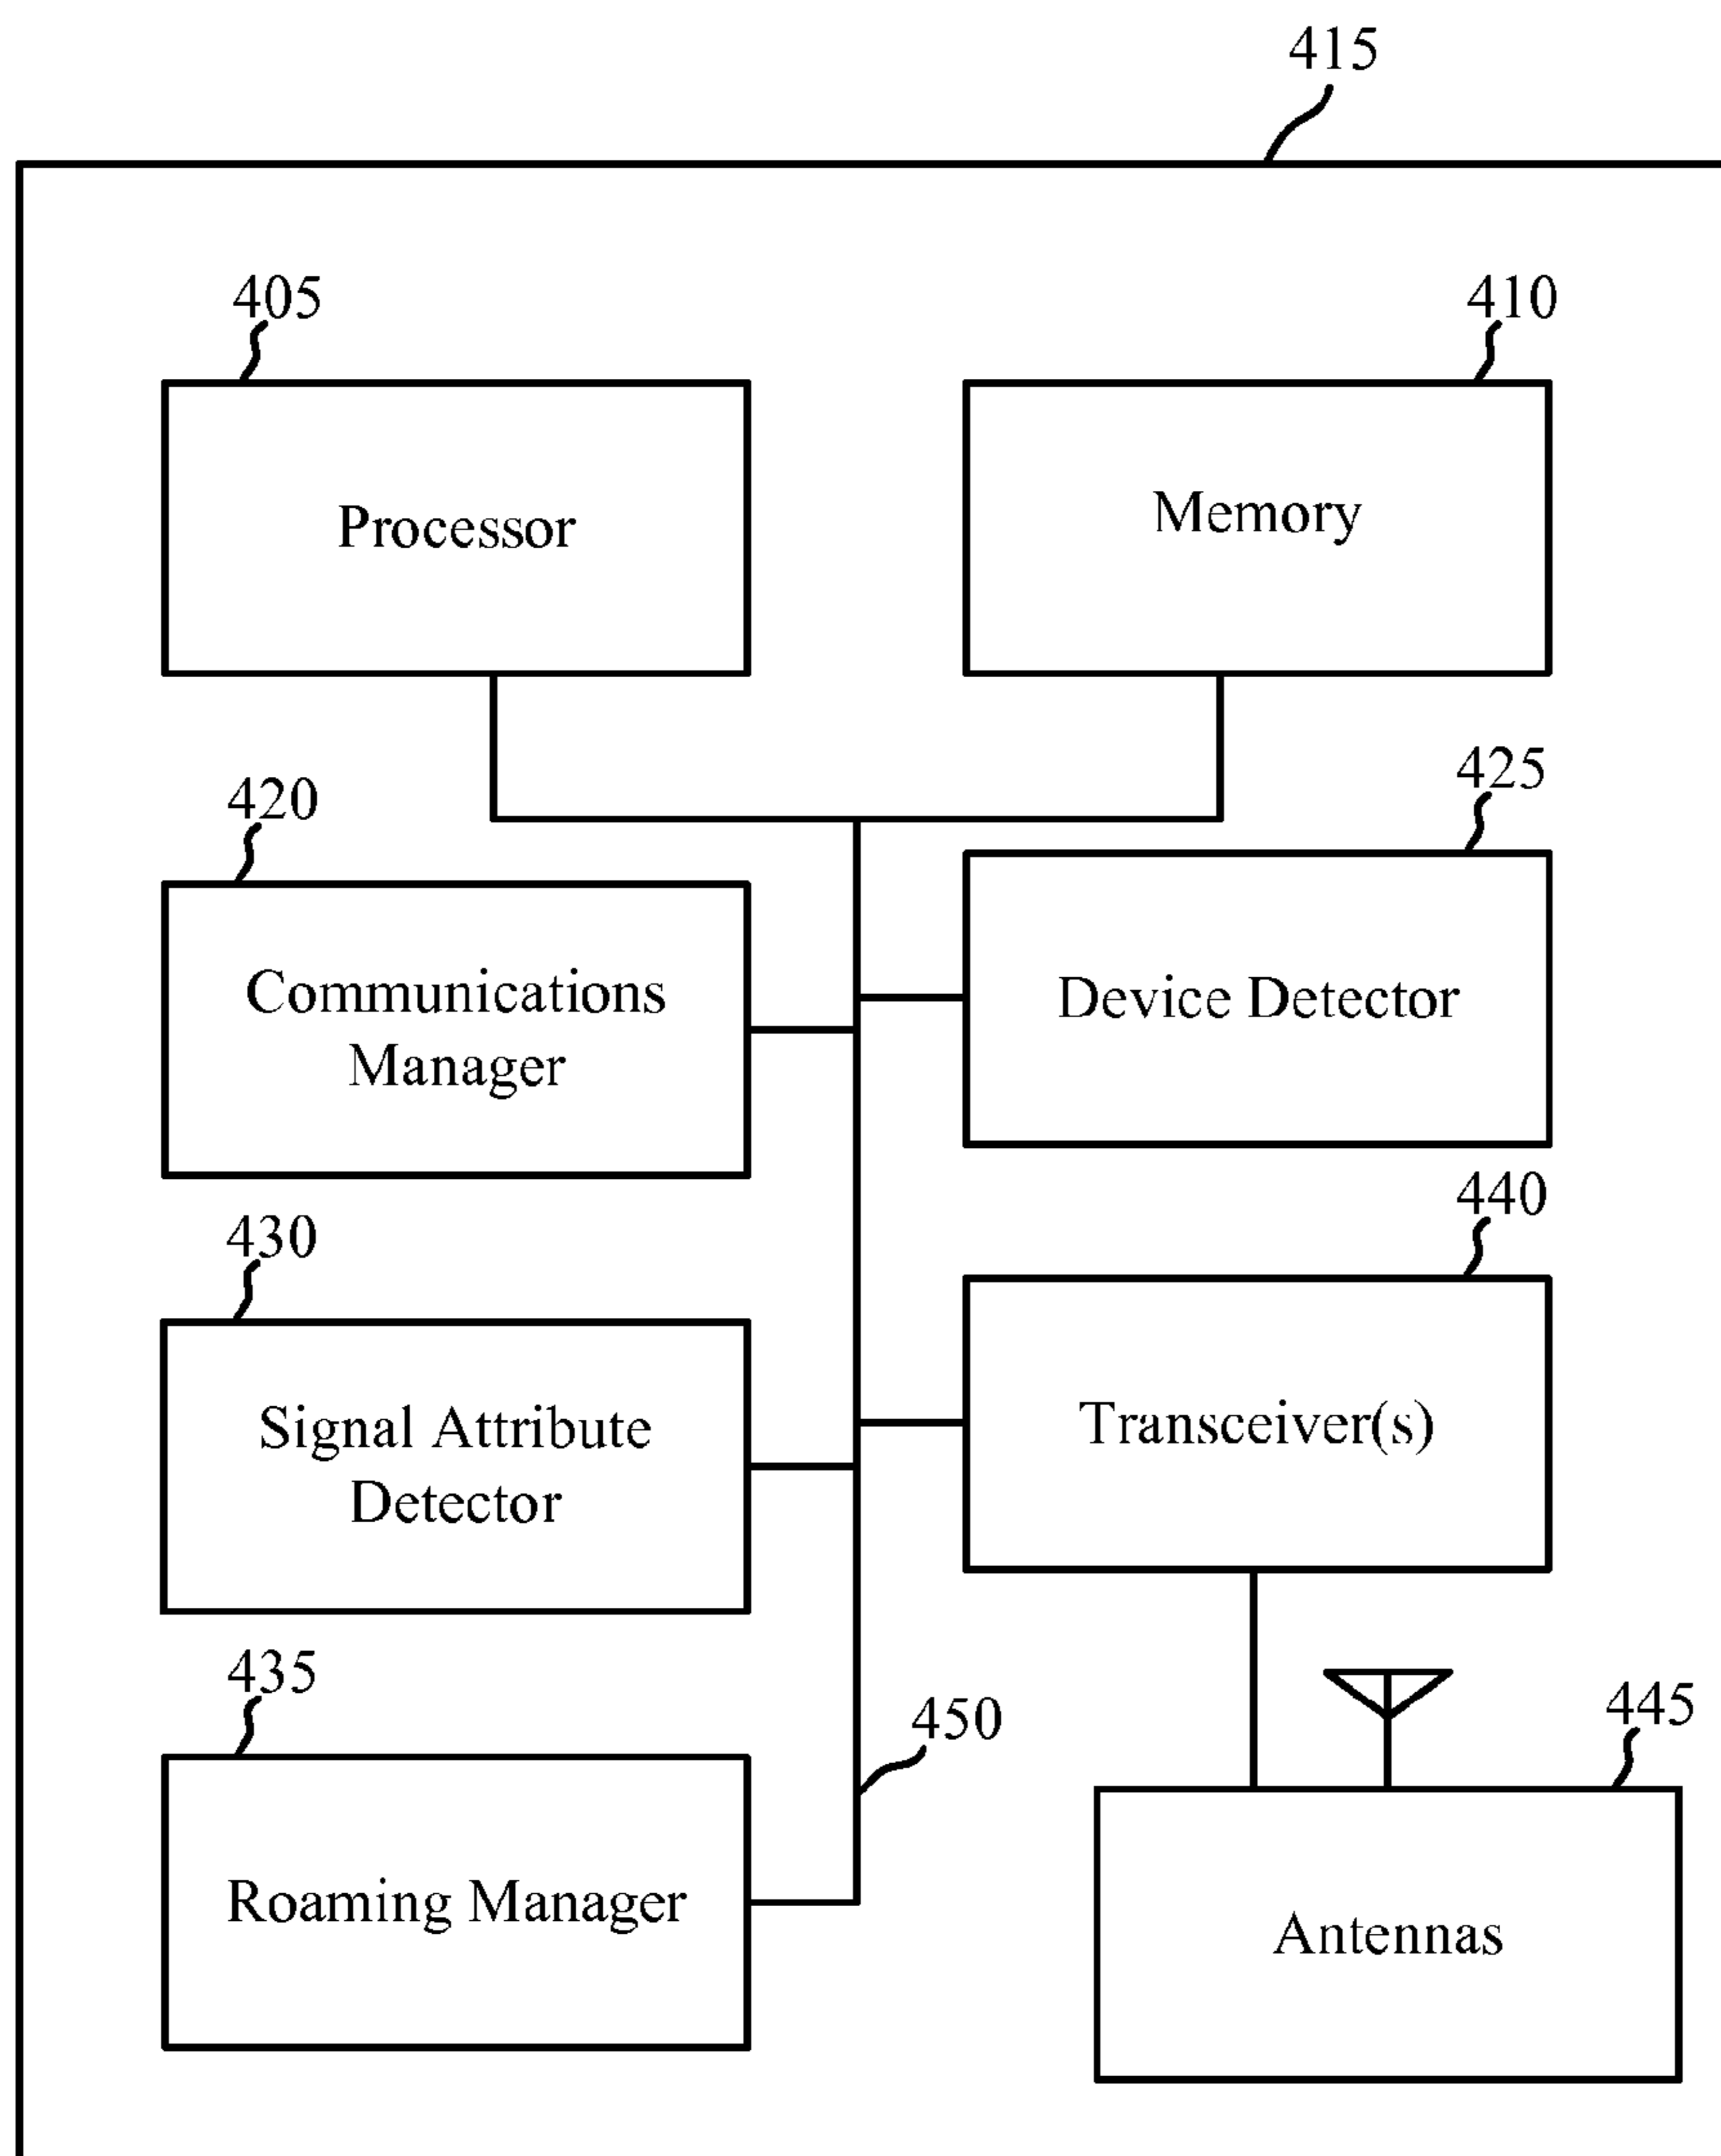 415
405
410
Processor
Memory
420
425
Communications
Manager
Device Detector
430
440
Signal Attribute
Detector
Transceiver(s)
435
450
445
Roaming Manager
Antennas